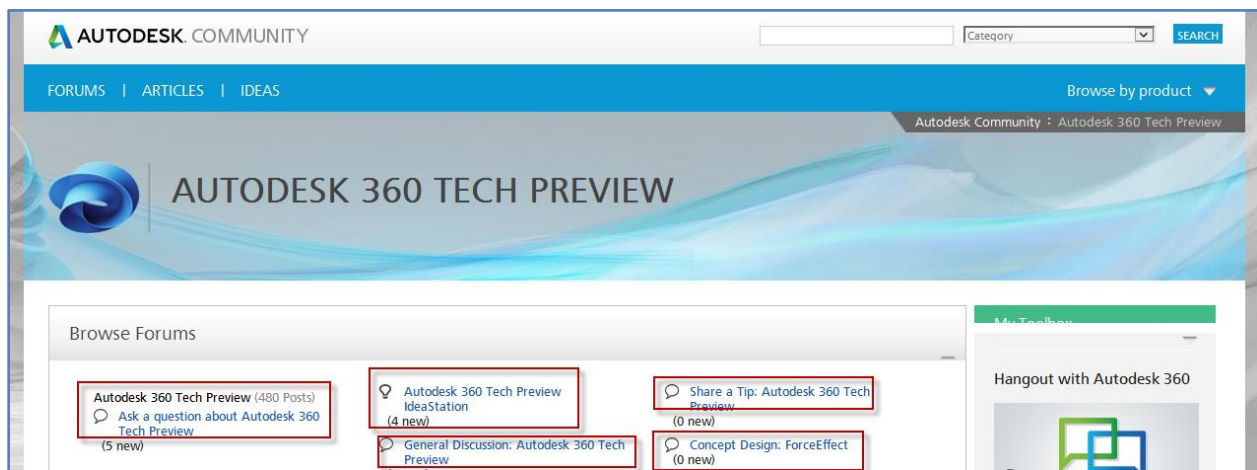 AUTODESK. COMMUNITY
Category
SEARCH
FORUMS | ARTICLES | IDEAS
Browse by product
Autodesk Community : Autodesk 360 Tech Preview
AUTODESK 360 TECH PREVIEW
Browse Forums
Autodesk 360 Tech Preview (480 Posts)
Ask a question about Autodesk 360
Tech Preview
(5 new)
Autodesk 360 Tech Preview
IdeaStation
(4 new)
General Discussion: Autodesk 360 Tech
Preview
Share a Tip: Autodesk 360 Tech
Preview
(0 new)
Concept Design: ForceEffect
(0 new)
My Toolbox
Hangout with Autodesk 360